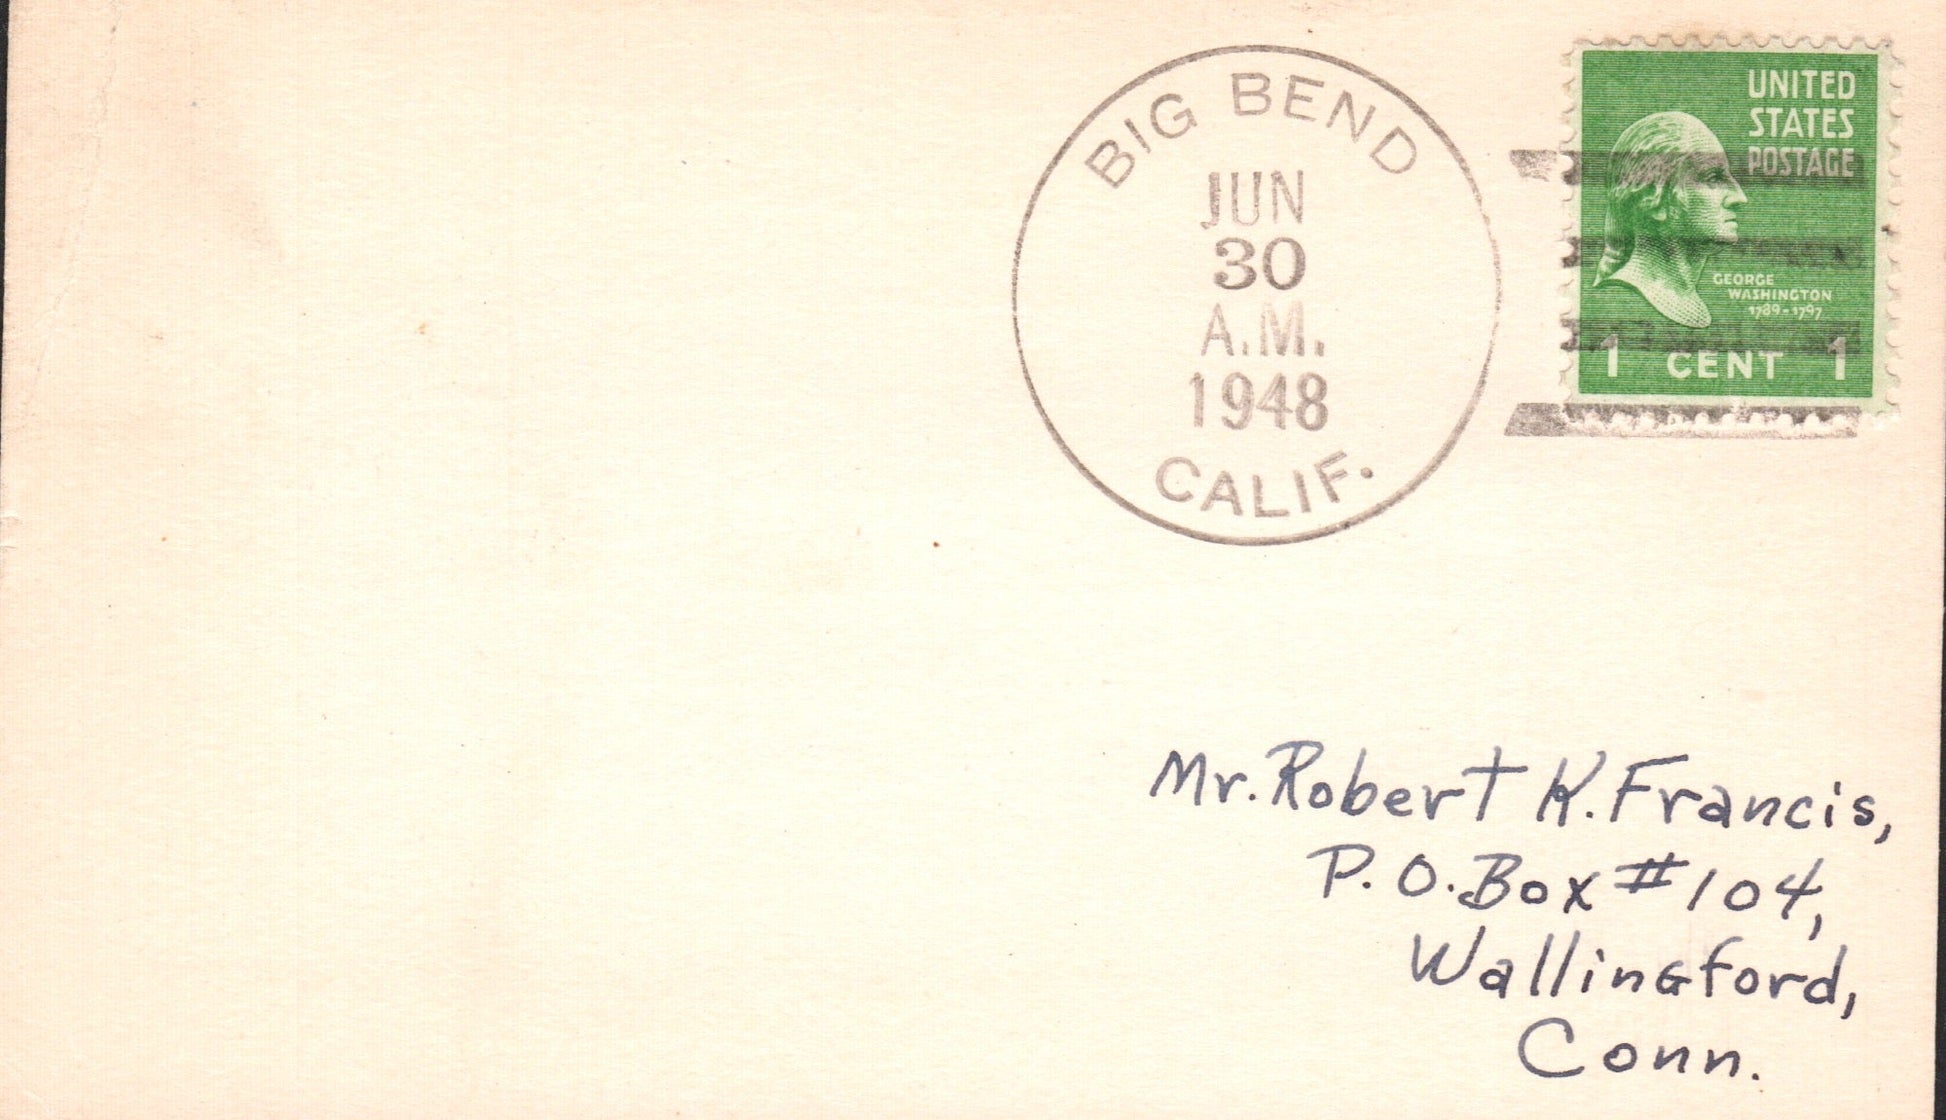 BIG BEND
JUN
30
A.M.
1948
CALIF.
UNITED
STATES
POSTAGE
GEORGE
WASHINGTON
1789-1797
1 CENT 1
Mr. Robert K. Francis,
P. O. Box #104,
Wallingford,
Conn.